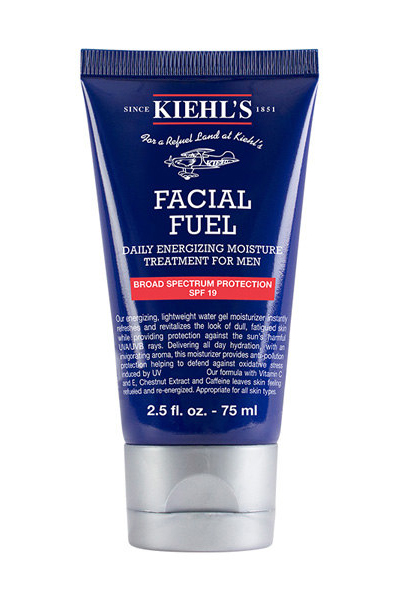 SINCE KIEHL'S 1851
For a Refuel Land at Kiehl's
FACIAL
FUEL
DAILY ENERGIZING MOISTURE
TREATMENT FOR MEN
BROAD SPECTRUM PROTECTION
SPF 19
Our energizing, lightweight water gel moisturizer instantly
refreshes and revitalizes the look of dull, fatigued skin
while providing protection against the sun's harmful
UVA/UVB rays. Delivering all day hydration, with an
invigorating aroma, this moisturizer provides anti-pollution
protection helping to defend against oxidative stress
induced by UV Our formula with Vitamin C
and E, Chestnut Extract and Caffeine leaves skin feeling
refueled and re-energized. Appropriate for all skin types.
2.5 fl. oz. - 75 ml